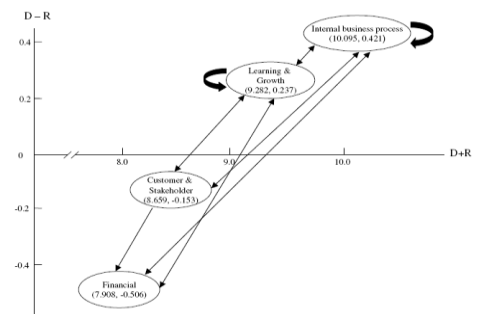 D – R
Internal business process
(10.095, 0.421)
0.4
Learning &
Growth
(9.282, 0.237)
0.2
0
8.0
9.0
10.0
D+R
Customer &
Stakeholder
(8.659, -0.153)
-0.2
-0.4
Financial
(7.908, -0.506)